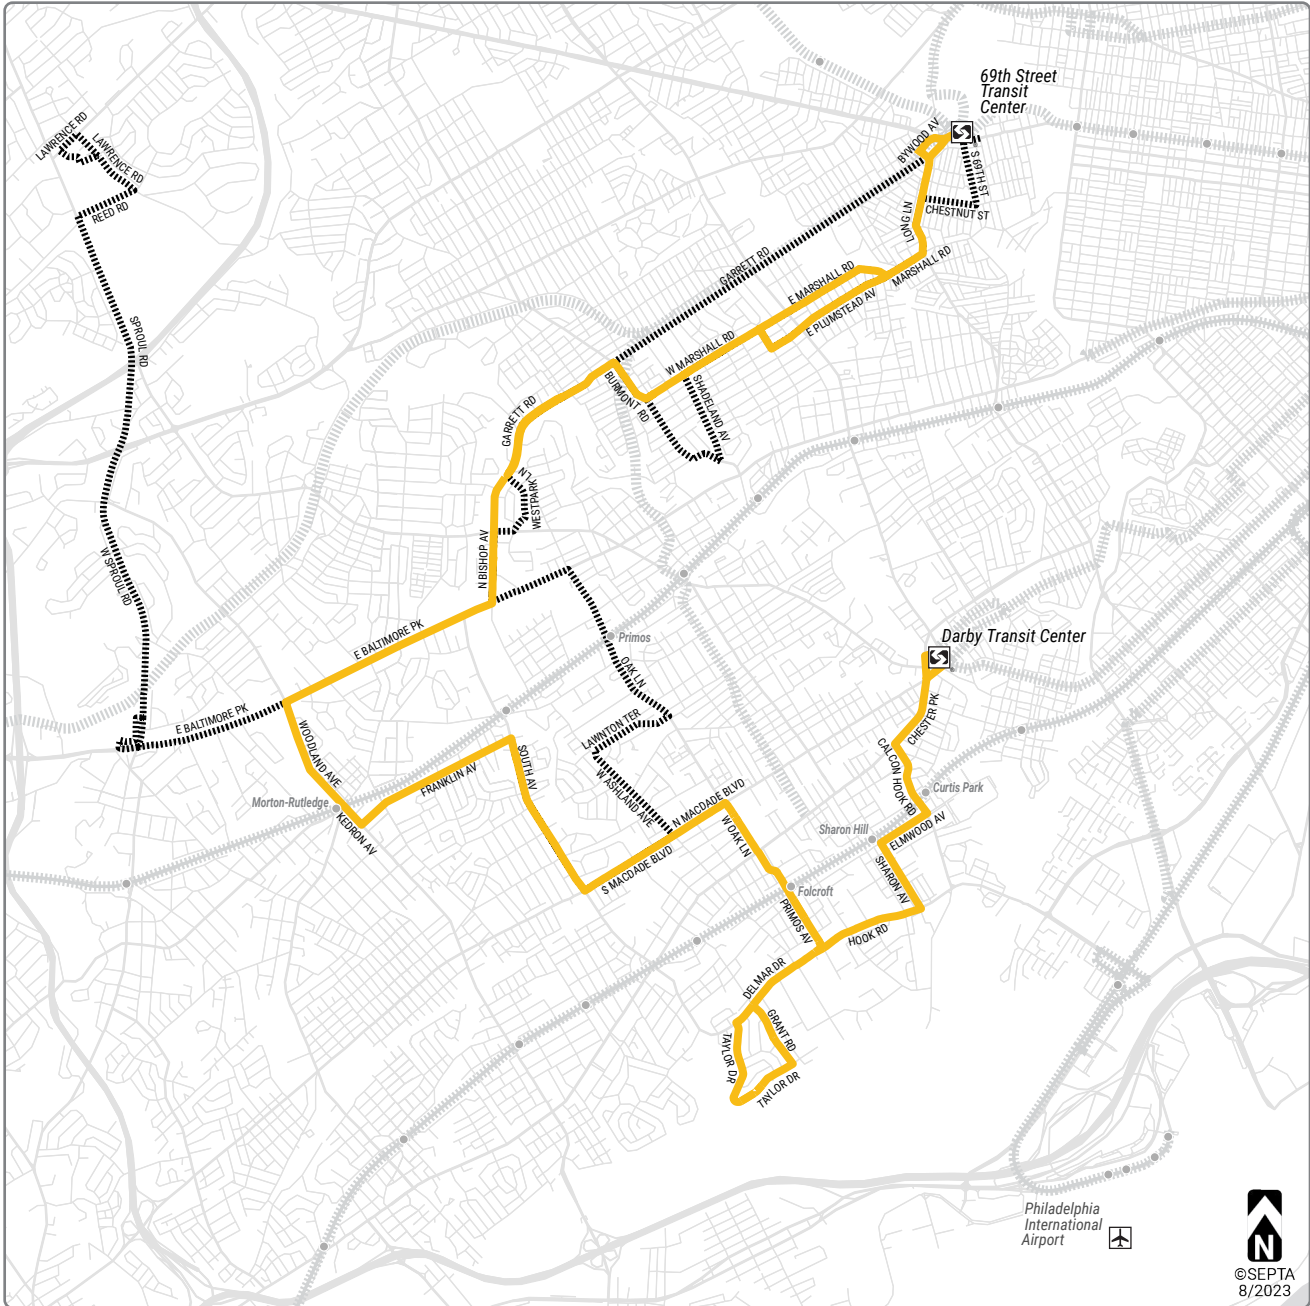 69th Street
Transit
Center
LAWRENCE RD
LAWRENCE RD
REED RD
BYWOOD AV
S 69TH ST
CHESTNUT ST
LONG LN
MARSHALL RD
GARRETT RD
E MARSHALL RD
E PLUMSTEAD AV
W MARSHALL RD
SPROUL RD
BURMONT RD
SHADELAND AV
GARRETT RD
WESTPARK LN
N BISHOP AV
W SPROUL RD
E BALTIMORE PK
Primos
Darby Transit Center
OAK LN
E BALTIMORE PK
LAWNTON TER
CHESTER PK
WOODLAND AVE
SOUTH AV
FRANKLIN AV
W ASHLAND AVE
CALCON HOOK RD
Curtis Park
Morton-Rutledge
KEDRON AV
N MACDADE BLVD
W OAK LN
Sharon Hill
ELMWOOD AV
S MACDADE BLVD
SHARON AV
Folcroft
PRIMOS AV
HOOK RD
DELMAR DR
GRANT RD
TAYLOR DR
TAYLOR DR
Philadelphia
International
Airport
N
©SEPTA
8/2023